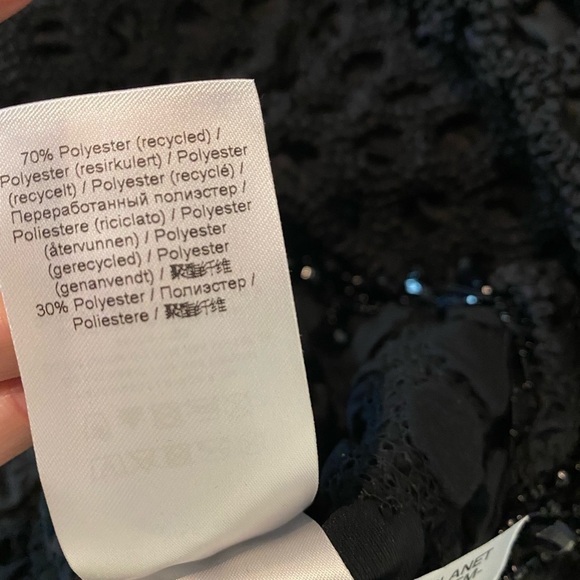 70% Polyester (recycled) /
Polyester (resirkulert) / Polyester
(recycelt) / Polyester (recyclé) /
Переработанный полиэстер /
Poliestere (riciclato) / Polyester
(återvunnen) / Polyester
(gerecycled) / Polyester
(genanvendt) / 聚酯纤维
30% Polyester / Полиэстер /
Poliestere / 聚酯纤维
LANET